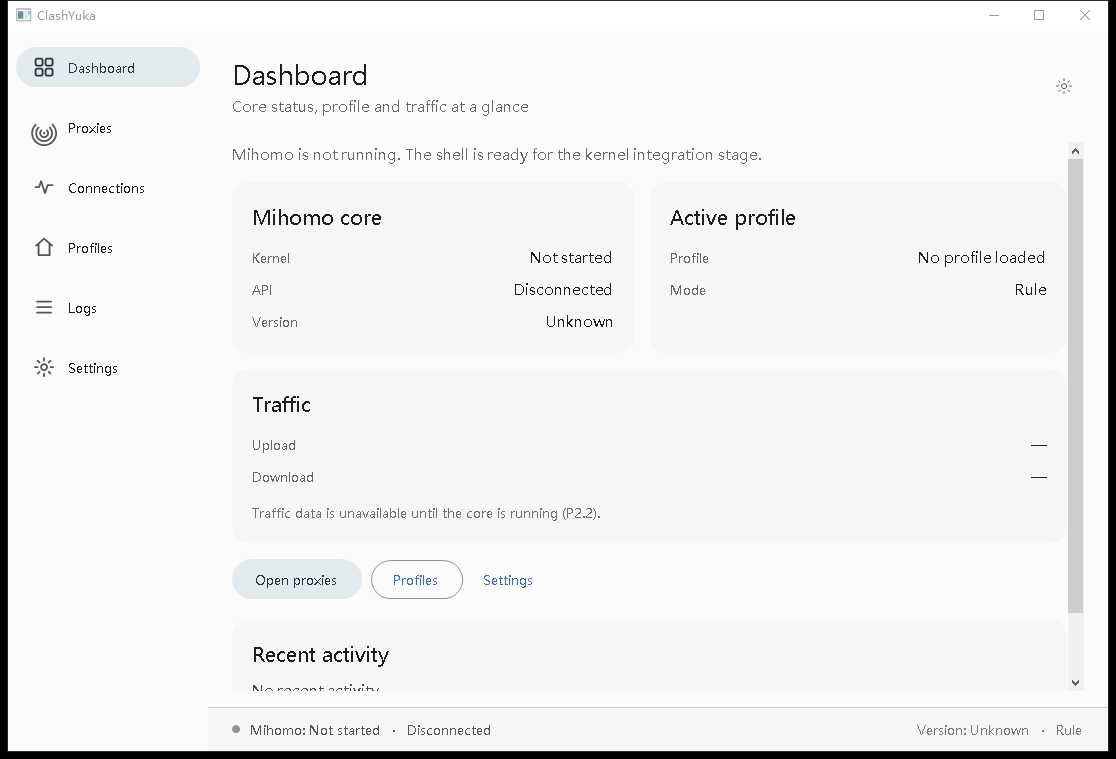 ClashYuka
Dashboard
Proxies
Connections
Profiles
Logs
Settings
Dashboard
Core status, profile and traffic at a glance
Mihomo is not running. The shell is ready for the kernel integration stage.
Mihomo core
Kernel Not started
API Disconnected
Version Unknown
Active profile
Profile No profile loaded
Mode Rule
Traffic
Upload —
Download —
Traffic data is unavailable until the core is running (P2.2).
Open proxies Profiles Settings
Recent activity
No recent activity
Mihomo: Not started · Disconnected Version: Unknown · Rule